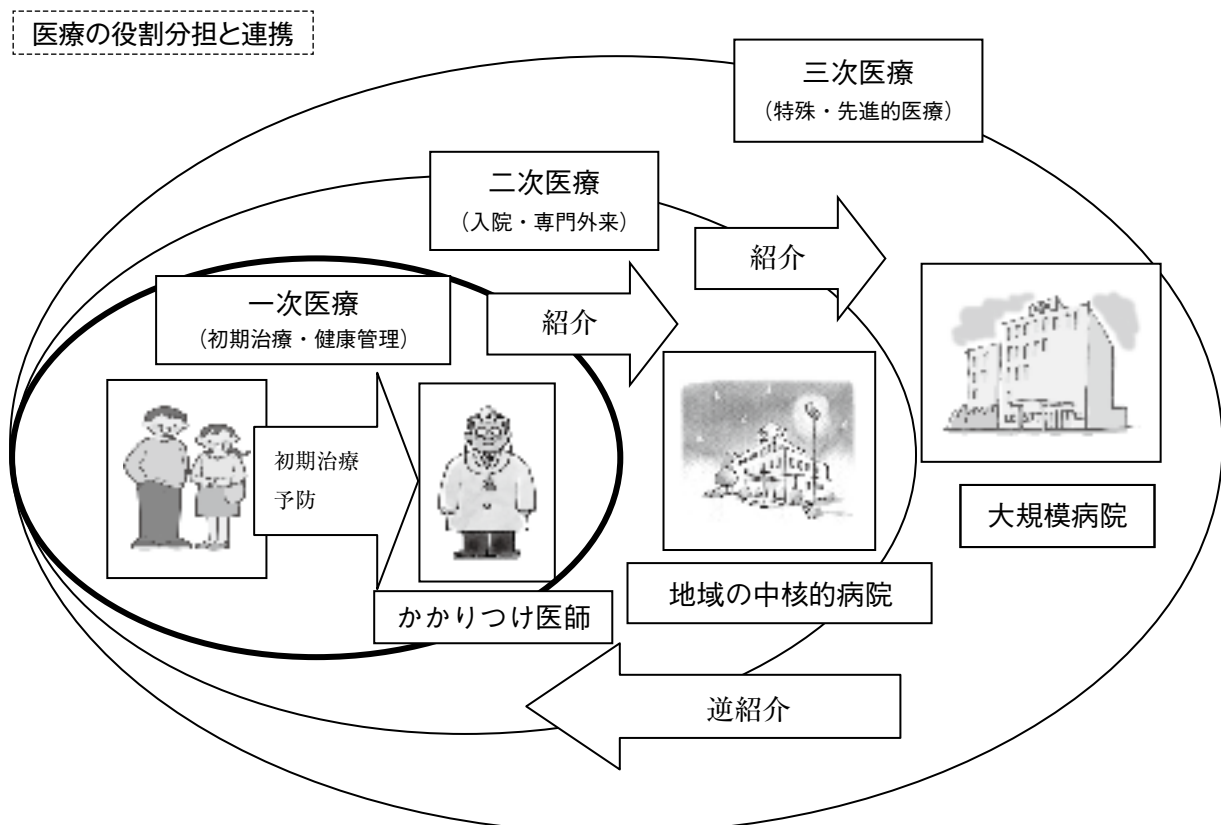 医療の役割分担と連携
三次医療
（特殊・先進的医療）
二次医療
（入院・専門外来）
紹介
一次医療
（初期治療・健康管理）
紹介
初期治療
予防
大規模病院
地域の中核的病院
かかりつけ医師
逆紹介